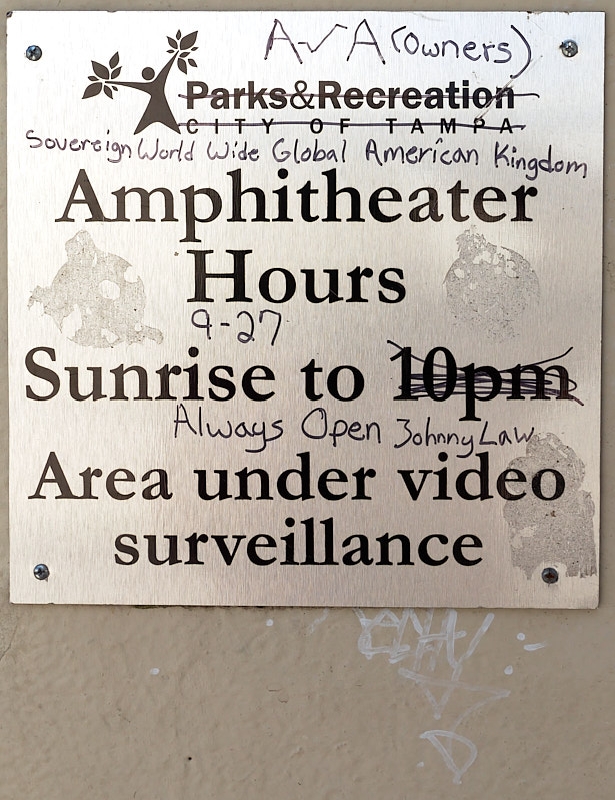 A√A (owners)
Parks&Recreation
CITY OF TAMPA
Sovereign World Wide Global American Kingdom
Amphitheater
Hours
9-27
Sunrise to 10pm
Always Open Johnny Law
Area under video
surveillance